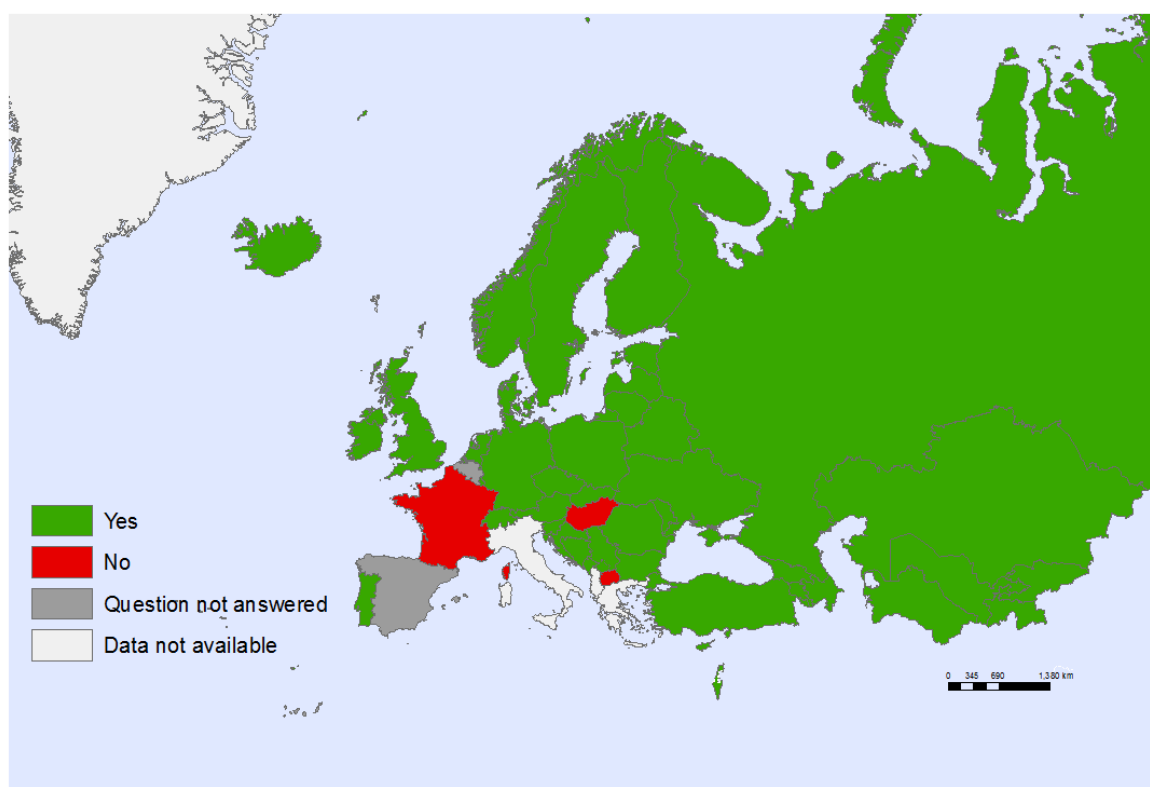 Yes
No
Question not answered
Data not available
0 345 690 1,380 km